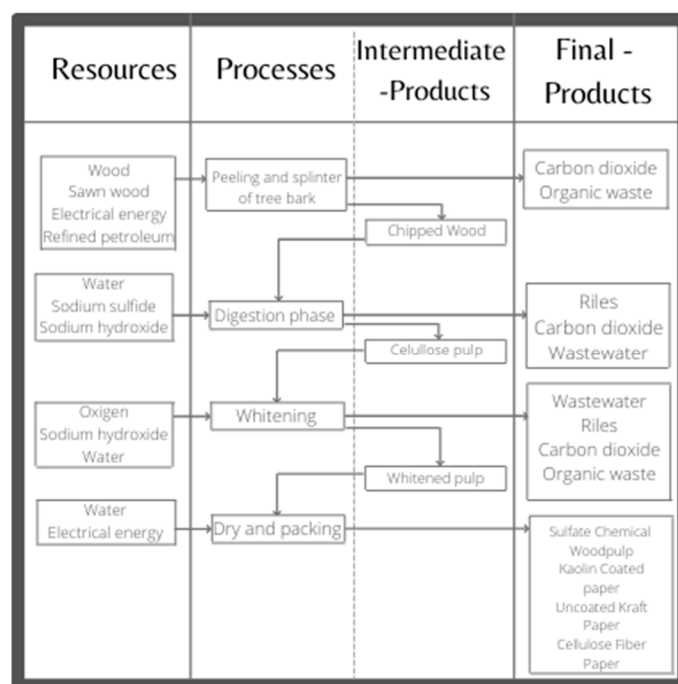 Resources
Processes
Intermediate
-Products
Final -
Products
Wood
Sawn wood
Electrical energy
Refined petroleum
Peeling and splinter
of tree bark
Carbon dioxide
Organic waste
Chipped Wood
Water
Sodium sulfide
Sodium hydroxide
Digestion phase
Riles
Carbon dioxide
Wastewater
Celullose pulp
Oxigen
Sodium hydroxide
Water
Whitening
Wastewater
Riles
Carbon dioxide
Organic waste
Whitened pulp
Water
Electrical energy
Dry and packing
Sulfate Chemical
Woodpulp
Kaolin Coated
paper
Uncoated Kraft
Paper
Cellulose Fiber
Paper